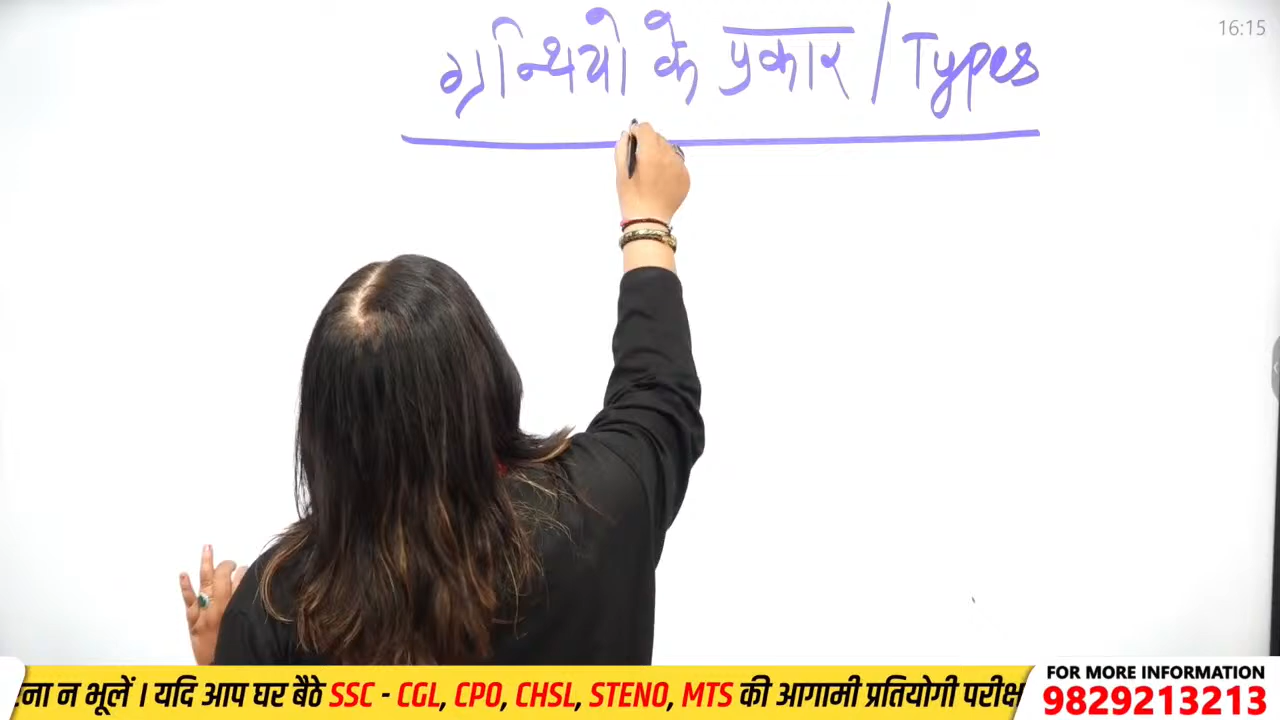 16:15
ग्रन्थियो के प्रकार / Types
ना न भूलें । यदि आप घर बैठे SSC - CGL, CPO, CHSL, STENO, MTS की आगामी प्रतियोगी परीक्ष
FOR MORE INFORMATION
9829213213